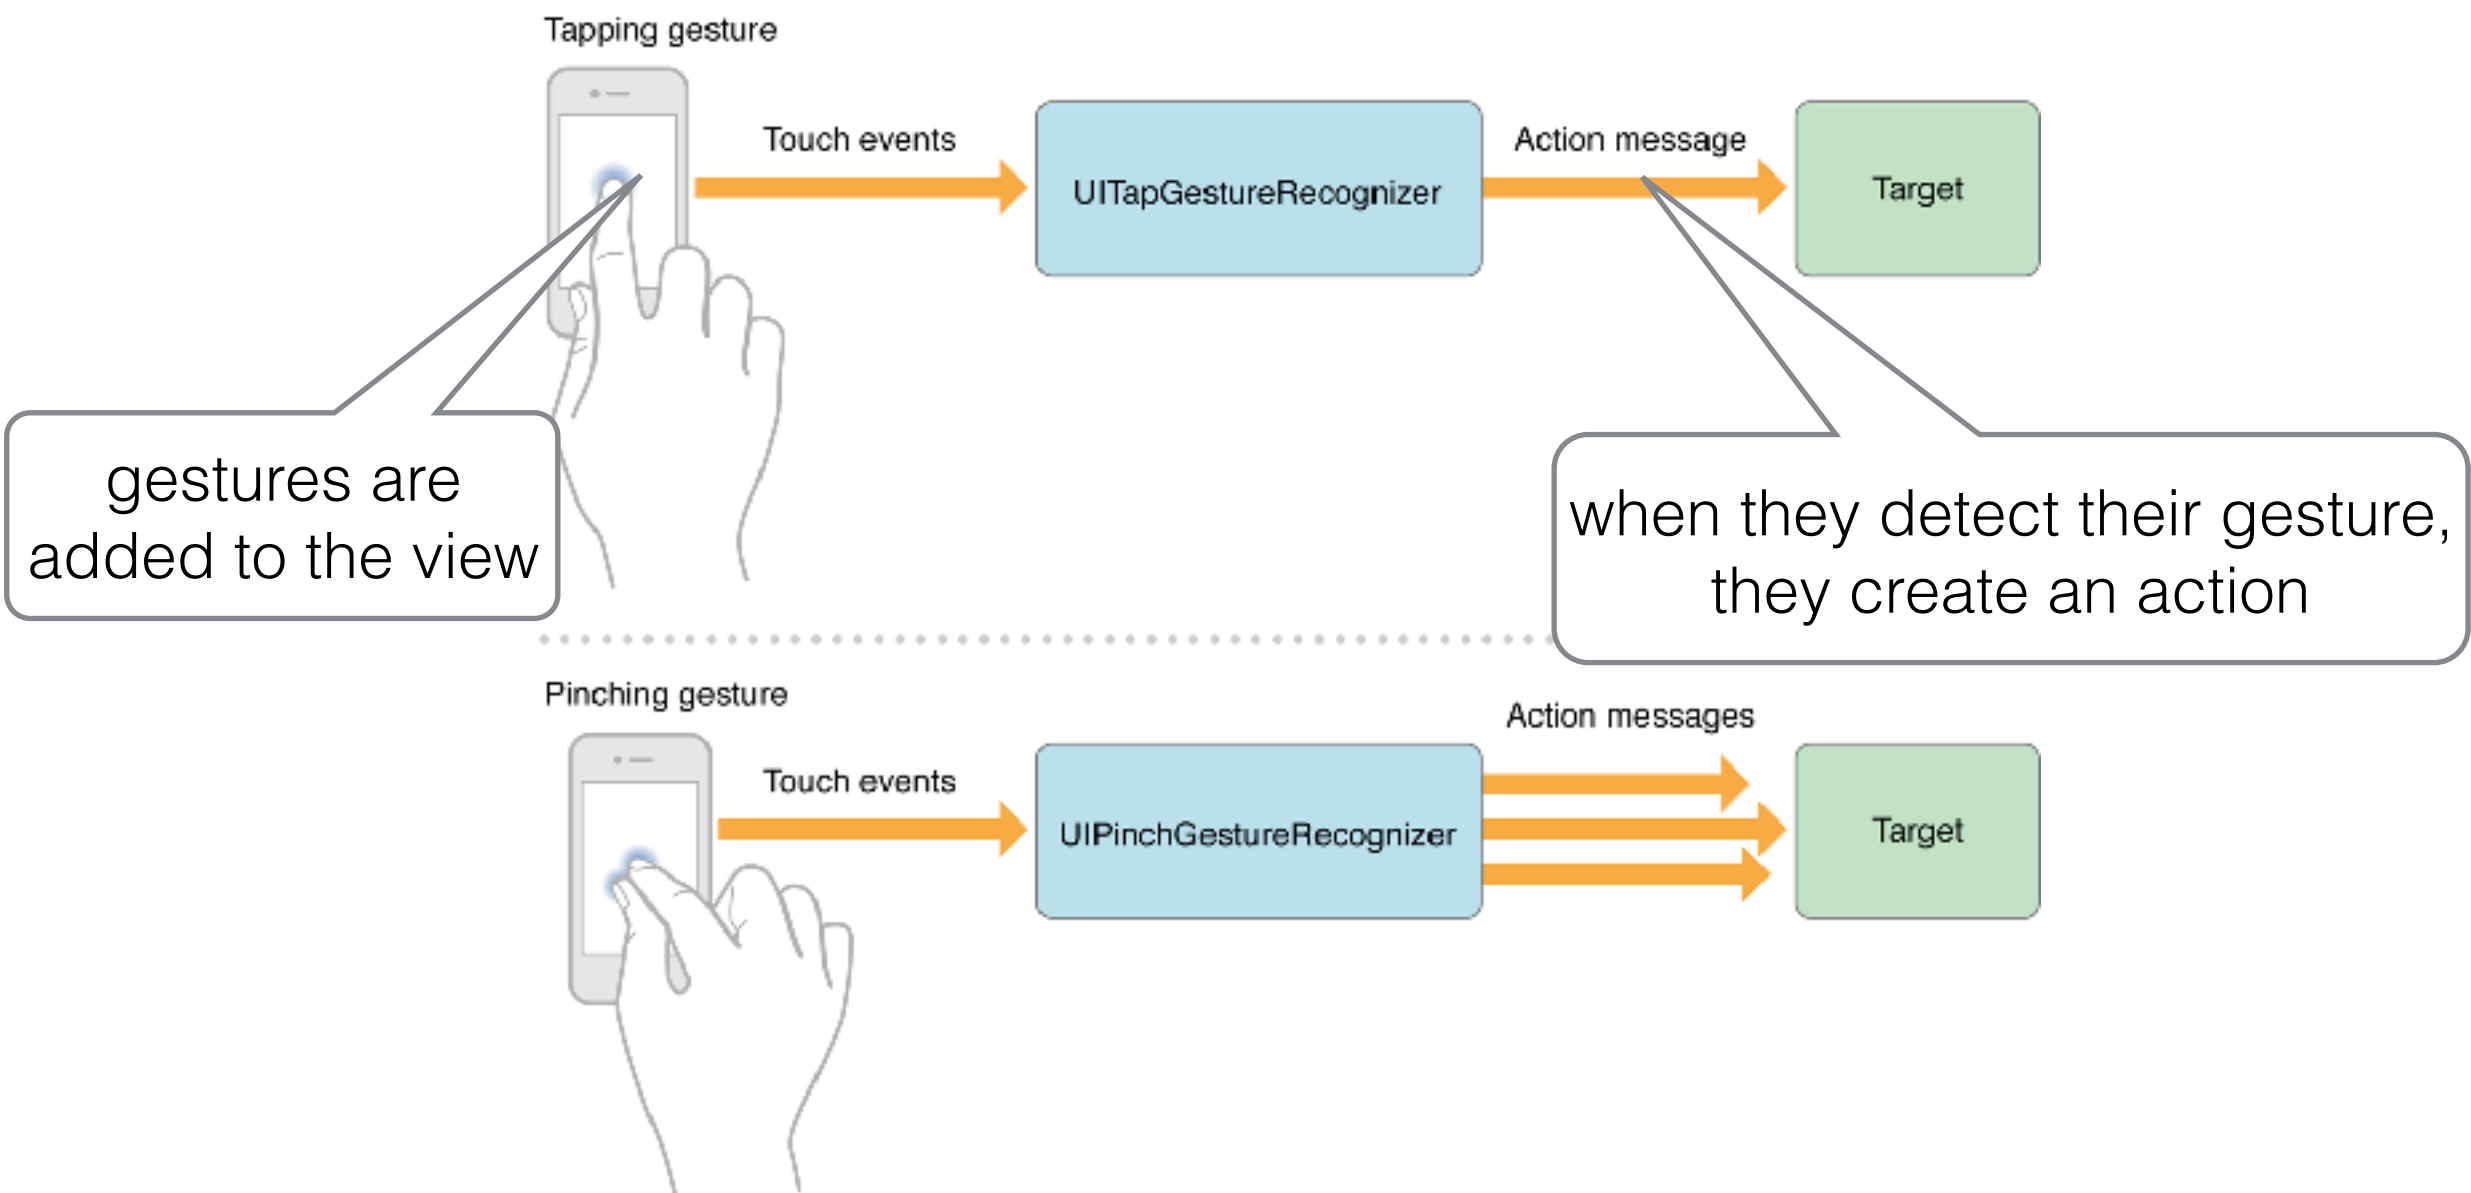 Tapping gesture
Touch events
UITapGestureRecognizer
Action message
Target
gestures are
added to the view
when they detect their gesture,
they create an action
Pinching gesture
Touch events
UIPinchGestureRecognizer
Action messages
Target